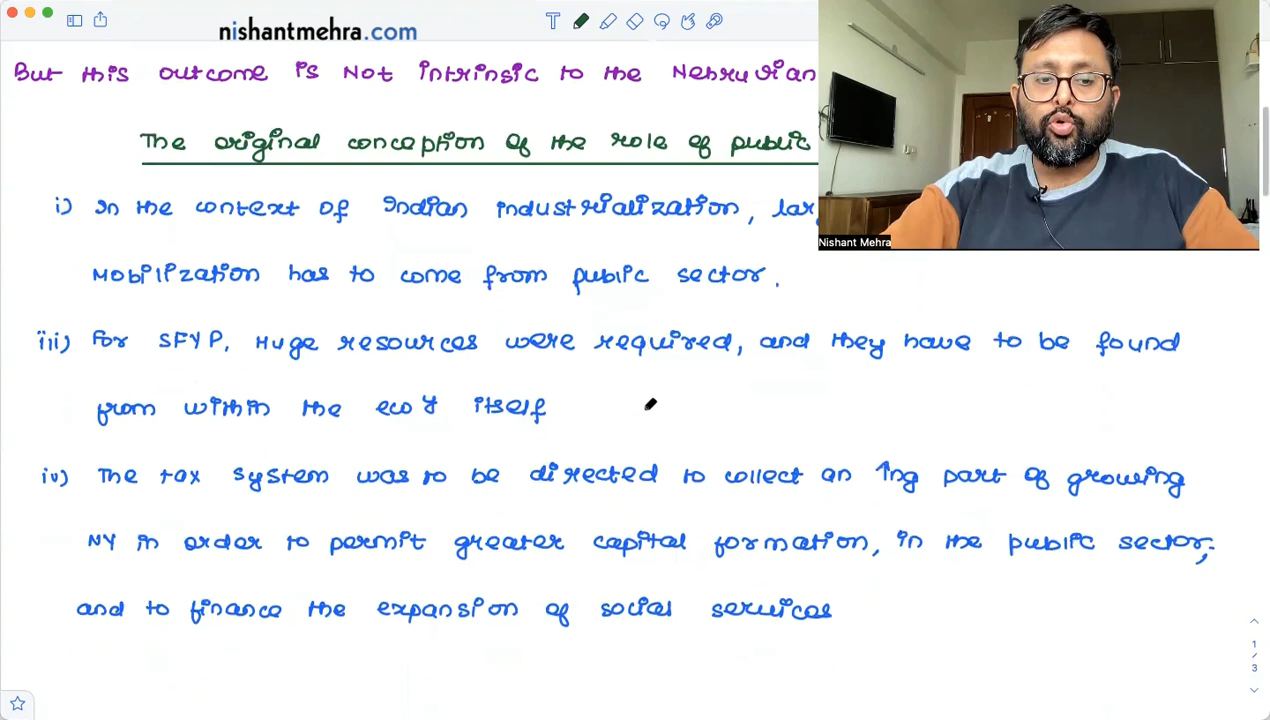 nishantmehra.com
But this outcome is Not intrinsic to the Nehruvian
The original conception of the role of public
i) In the context of Indian industrialization, lar
Mobilization has to come from public sector.
iii) For SFYP, Huge resources were required, and they have to be found
from within the ecoy itself
iv) The tax system was to be directed to collect an ↑ing part of growing
NY in order to permit greater capital formation, in the public sector,
and to finance the expansion of social services
Nishant Mehra
1
/
3